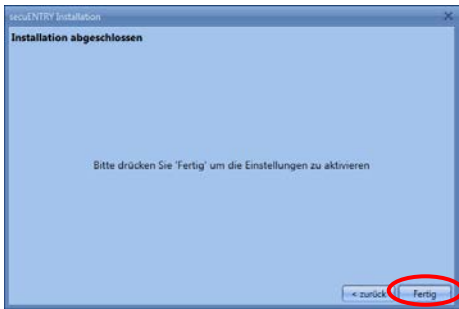 secuENTRY Installation
Installation abgeschlossen
Bitte drücken Sie 'Fertig' um die Einstellungen zu aktivieren
< zurück
Fertig